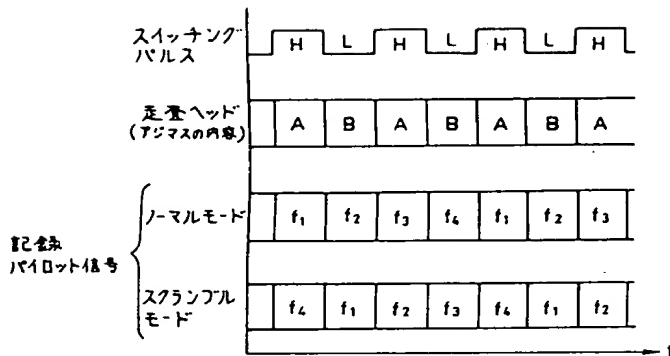 スイッチング
パルス
H L H L H L H
走査ヘッド
(アジマスの内容)
A B A B A B A
記録
パイロット信号
ノーマルモード
f1 f2 f3 f4 f1 f2 f3
スクランブル
モード
f4 f1 f2 f3 f4 f1 f2
t